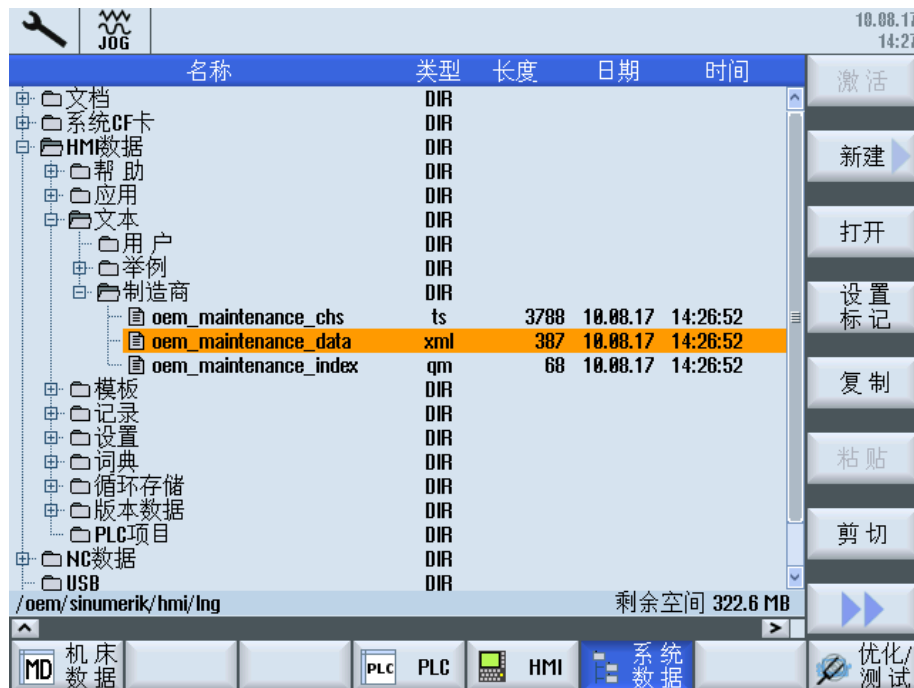 JOG
10.08.17
14:27
名称 类型 长度 日期 时间
文档 DIR
系统CF卡 DIR
HMI数据 DIR
帮 助 DIR
应用 DIR
文本 DIR
用 户 DIR
举例 DIR
制造商 DIR
oem_maintenance_chs ts 3788 10.08.17 14:26:52
oem_maintenance_data xml 387 10.08.17 14:26:52
oem_maintenance_index qm 68 10.08.17 14:26:52
模板 DIR
记录 DIR
设置 DIR
词典 DIR
循环存储 DIR
版本数据 DIR
PLC项目 DIR
NC数据 DIR
USB DIR
/oem/sinumerik/hmi/lng 剩余空间 322.6 MB
激 活
新建
打开
设 置
标 记
复 制
粘 贴
剪 切
MD 机 床
数 据
PLC PLC
HMI
系 统
数 据
优化/
测 试